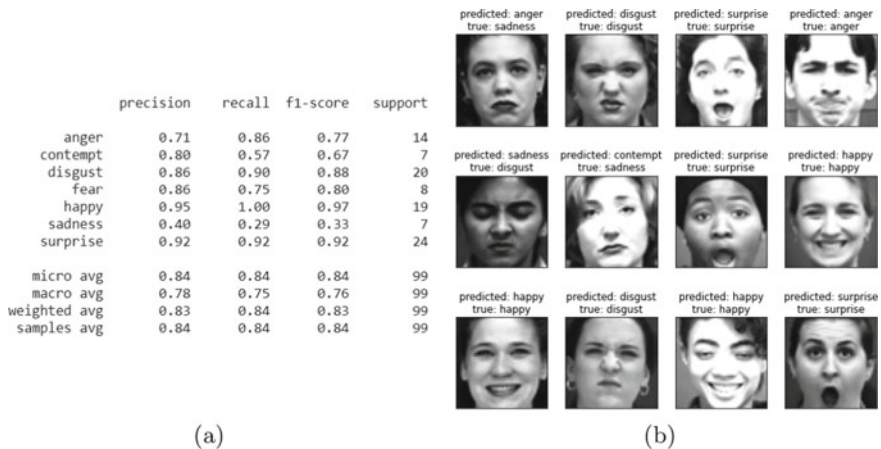 precision recall f1-score support
anger 0.71 0.86 0.77 14
contempt 0.80 0.57 0.67 7
disgust 0.86 0.90 0.88 20
fear 0.86 0.75 0.80 8
happy 0.95 1.00 0.97 19
sadness 0.40 0.29 0.33 7
surprise 0.92 0.92 0.92 24
micro avg 0.84 0.84 0.84 99
macro avg 0.78 0.75 0.76 99
weighted avg 0.83 0.84 0.83 99
samples avg 0.84 0.84 0.84 99
(a)
predicted: anger
true: sadness
predicted: disgust
true: disgust
predicted: surprise
true: surprise
predicted: anger
true: anger
predicted: sadness
true: disgust
predicted: contempt
true: sadness
predicted: surprise
true: surprise
predicted: happy
true: happy
predicted: happy
true: happy
predicted: disgust
true: disgust
predicted: happy
true: happy
predicted: surprise
true: surprise
(b)